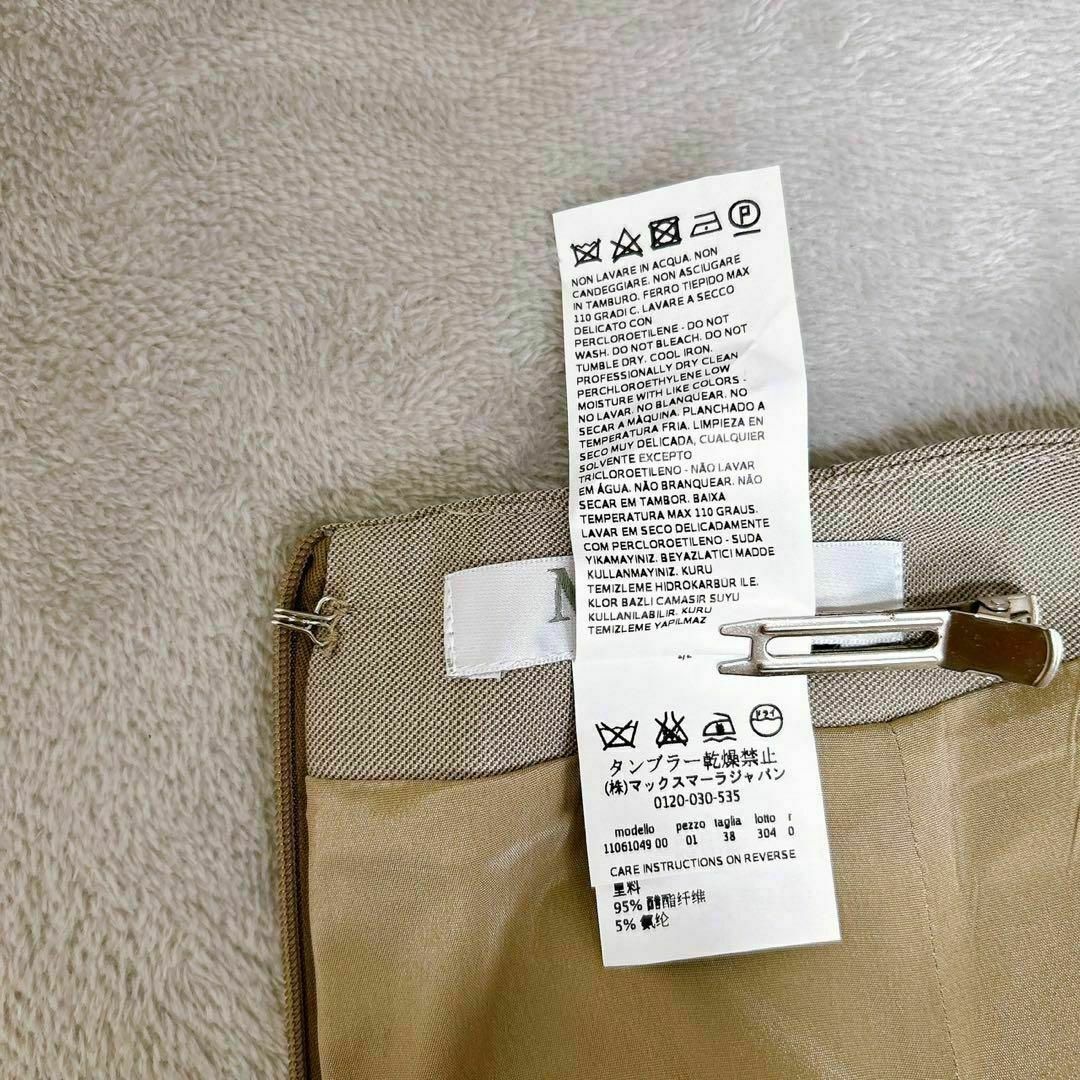 NON LAVARE IN ACQUA. NON
CANDEGGIARE. NON ASCIUGARE
IN TAMBURO. FERRO TIEPIDO MAX
110 GRADI C. LAVARE A SECCO
DELICATO CON
PERCLOROETILENE - DO NOT
WASH. DO NOT BLEACH. DO NOT
TUMBLE DRY. COOL IRON.
PROFESSIONALLY DRY CLEAN
PERCHLOROETHYLENE LOW
MOISTURE WITH LIKE COLORS -
NO LAVAR. NO BLANQUEAR. NO
SECAR A MÀQUINA. PLANCHADO A
TEMPERATURA FRIA. LIMPIEZA EN
SECO MUY DELICADA, CUALQUIER
SOLVENTE EXCEPTO
TRICLOROETILENO - NÃO LAVAR
EM ÁGUA. NÃO BRANQUEAR. NÃO
SECAR EM TAMBOR. BAIXA
TEMPERATURA MAX 110 GRAUS.
LAVAR EM SECO DELICADAMENTE
COM PERCLOROETILENO - SUDA
YIKAMAYINIZ. BEYAZLATICI MADDE
KULLANMAYINIZ. KURU
TEMIZLEME HIDROKARBÜR ILE.
KLOR BAZLI CAMASIR SUYU
KULLANILABILIR. KURU
TEMIZLEME YAPILMAZ
P
M
ドライ
タンブラー乾燥禁止
(株)マックスマーラジャパン
0120-030-535
modello pezzo taglia lotto r
11061049 00 01 38 304 0
CARE INSTRUCTIONS ON REVERSE
里料
95% 醋酯纤维
5% 氨纶